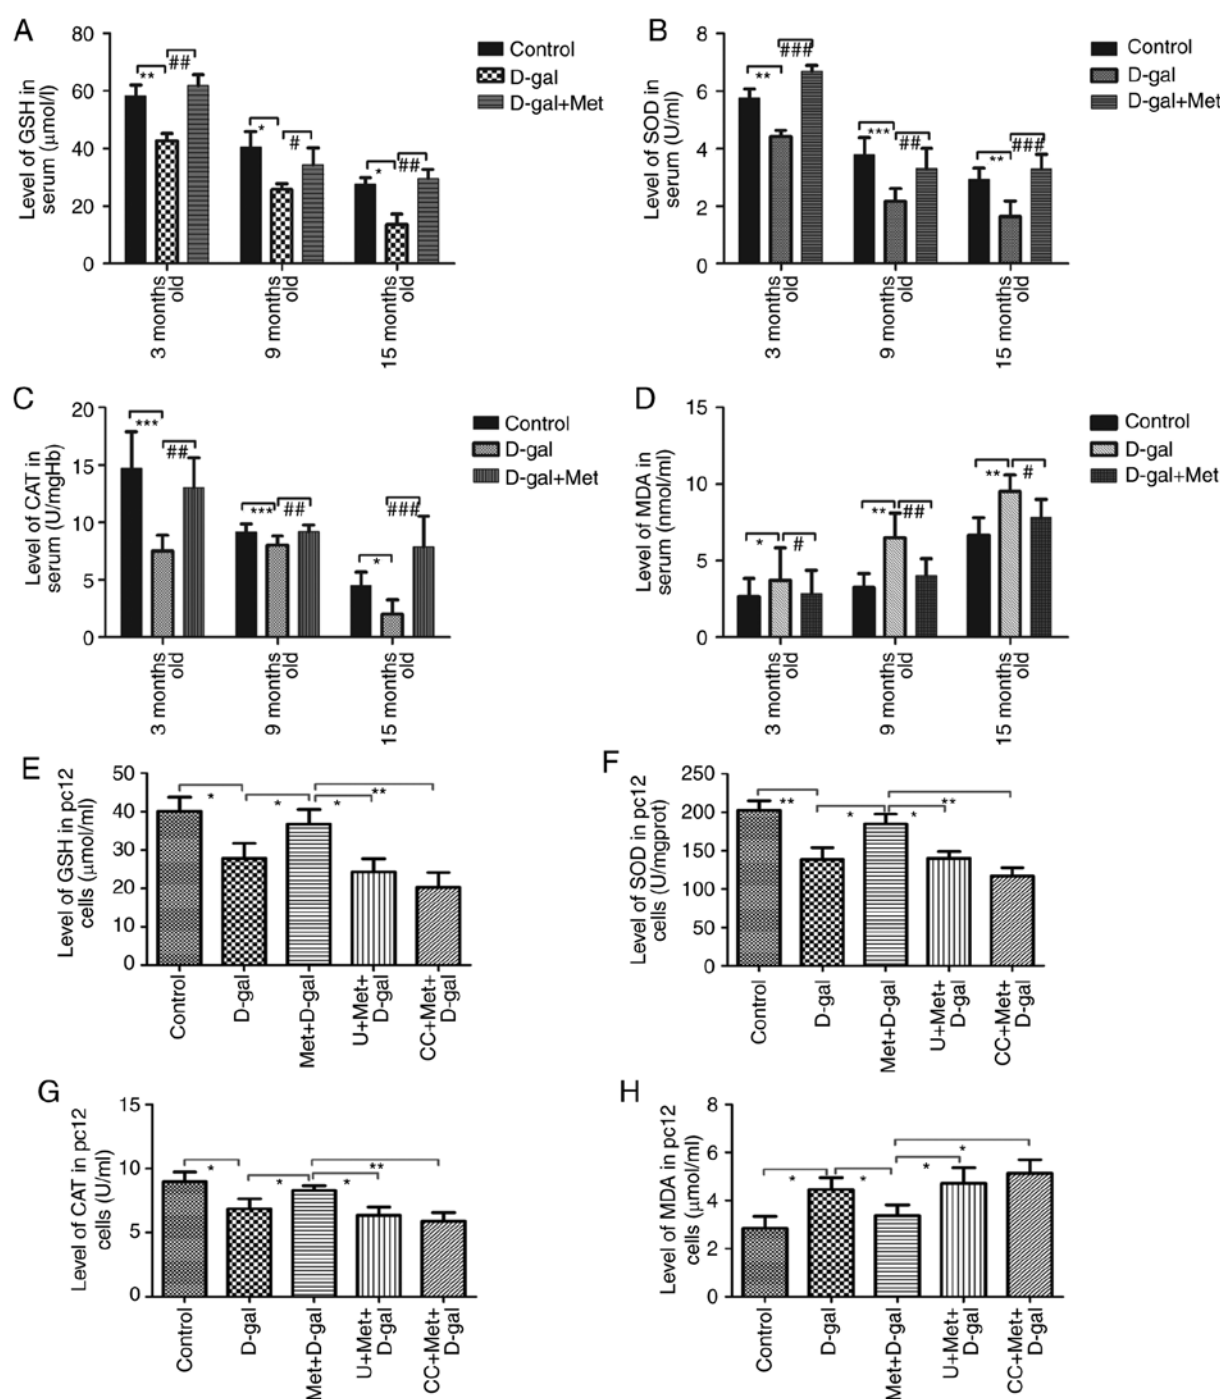 A
Level of GSH in
serum (μmol/l)
80
60
40
20
0
** ##
* #
* ##
Control
D-gal
D-gal+Met
3 months
old
9 months
old
15 months
old
B
Level of SOD in
serum (U/ml)
8
6
4
2
0
** ###
*** ##
** ###
Control
D-gal
D-gal+Met
3 months
old
9 months
old
15 months
old
C
Level of CAT in
serum (U/mgHb)
20
15
10
5
0
*** ##
*** ##
* ###
Control
D-gal
D-gal+Met
3 months
old
9 months
old
15 months
old
D
Level of MDA in
serum (nmol/ml)
15
10
5
0
* #
** ##
** #
Control
D-gal
D-gal+Met
3 months
old
9 months
old
15 months
old
E
Level of GSH in pc12
cells (μmol/ml)
50
40
30
20
10
0
* * * **
Control
D-gal
Met+D-gal
U+Met+
D-gal
CC+Met+
D-gal
F
Level of SOD in pc12
cells (U/mgprot)
250
200
150
100
50
0
** * * **
Control
D-gal
Met+D-gal
U+Met+
D-gal
CC+Met+
D-gal
G
Level of CAT in pc12
cells (U/ml)
15
10
5
0
* * * **
Control
D-gal
Met+D-gal
U+Met+
D-gal
CC+Met+
D-gal
H
Level of MDA in pc12
cells (μmol/ml)
8
6
4
2
0
* * * *
Control
D-gal
Met+D-gal
U+Met+
D-gal
CC+Met+
D-gal